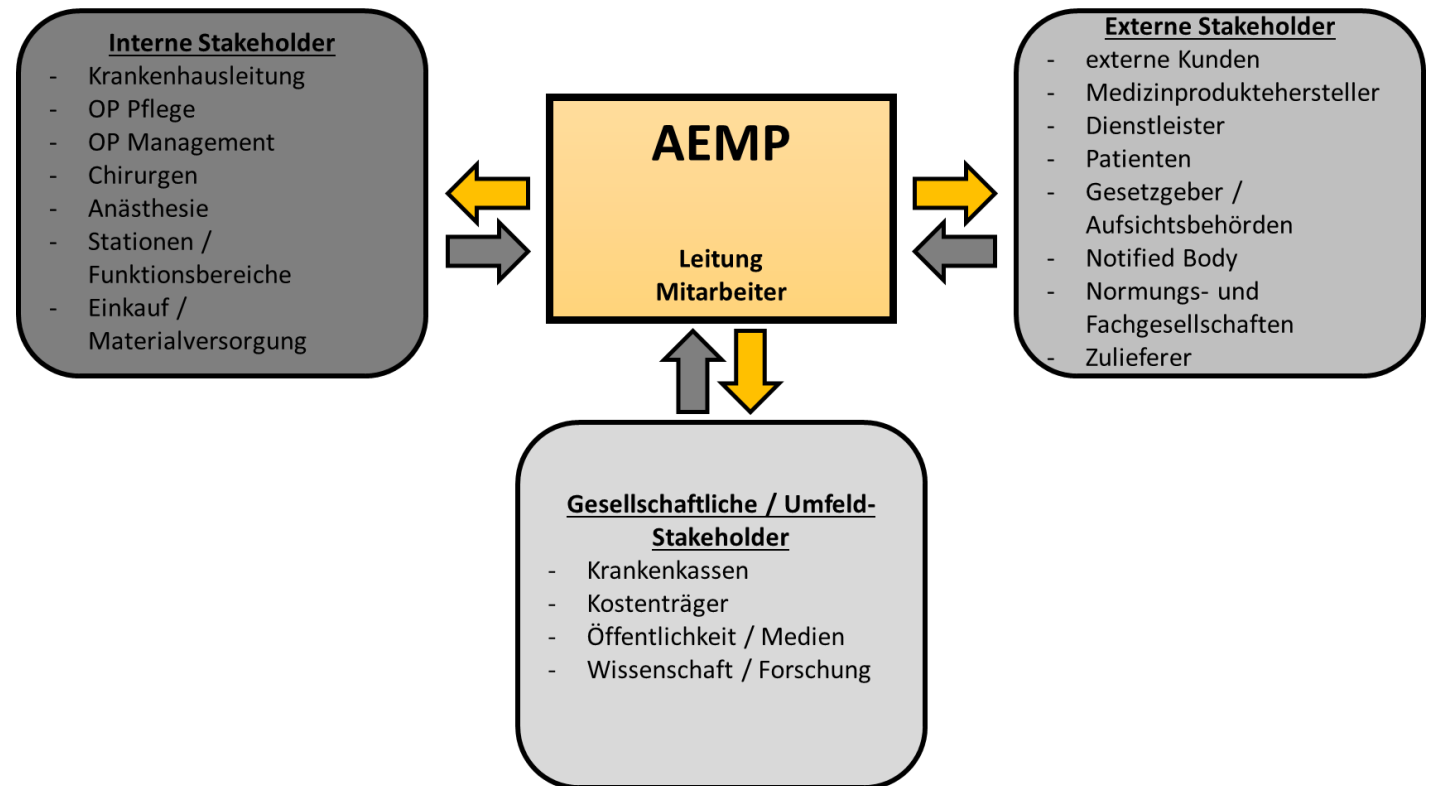 Interne Stakeholder
- Krankenhausleitung
- OP Pflege
- OP Management
- Chirurgen
- Anästhesie
- Stationen /
Funktionsbereiche
- Einkauf /
Materialversorgung
AEMP
Leitung
Mitarbeiter
Externe Stakeholder
- externe Kunden
- Medizinproduktehersteller
- Dienstleister
- Patienten
- Gesetzgeber /
Aufsichtsbehörden
- Notified Body
- Normungs- und
Fachgesellschaften
- Zulieferer
Gesellschaftliche / Umfeld-
Stakeholder
- Krankenkassen
- Kostenträger
- Öffentlichkeit / Medien
- Wissenschaft / Forschung